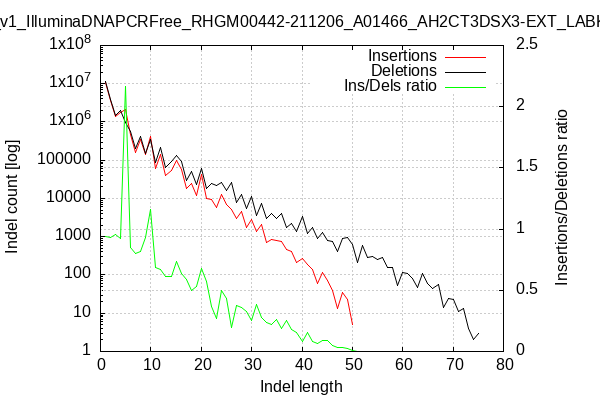 _v1_IlluminaDNAPCRFree_RHGM00442-211206_A01466_AH2CT3DSX3-EXT_LABK
Insertions
Deletions
Ins/Dels ratio
1x10^8
1x10^7
1x10^6
100000
10000
1000
100
10
1
2.5
2
1.5
1
0.5
0
0 10 20 30 40 50 60 70 80
Indel length
Indel count [log]
Insertions/Deletions ratio